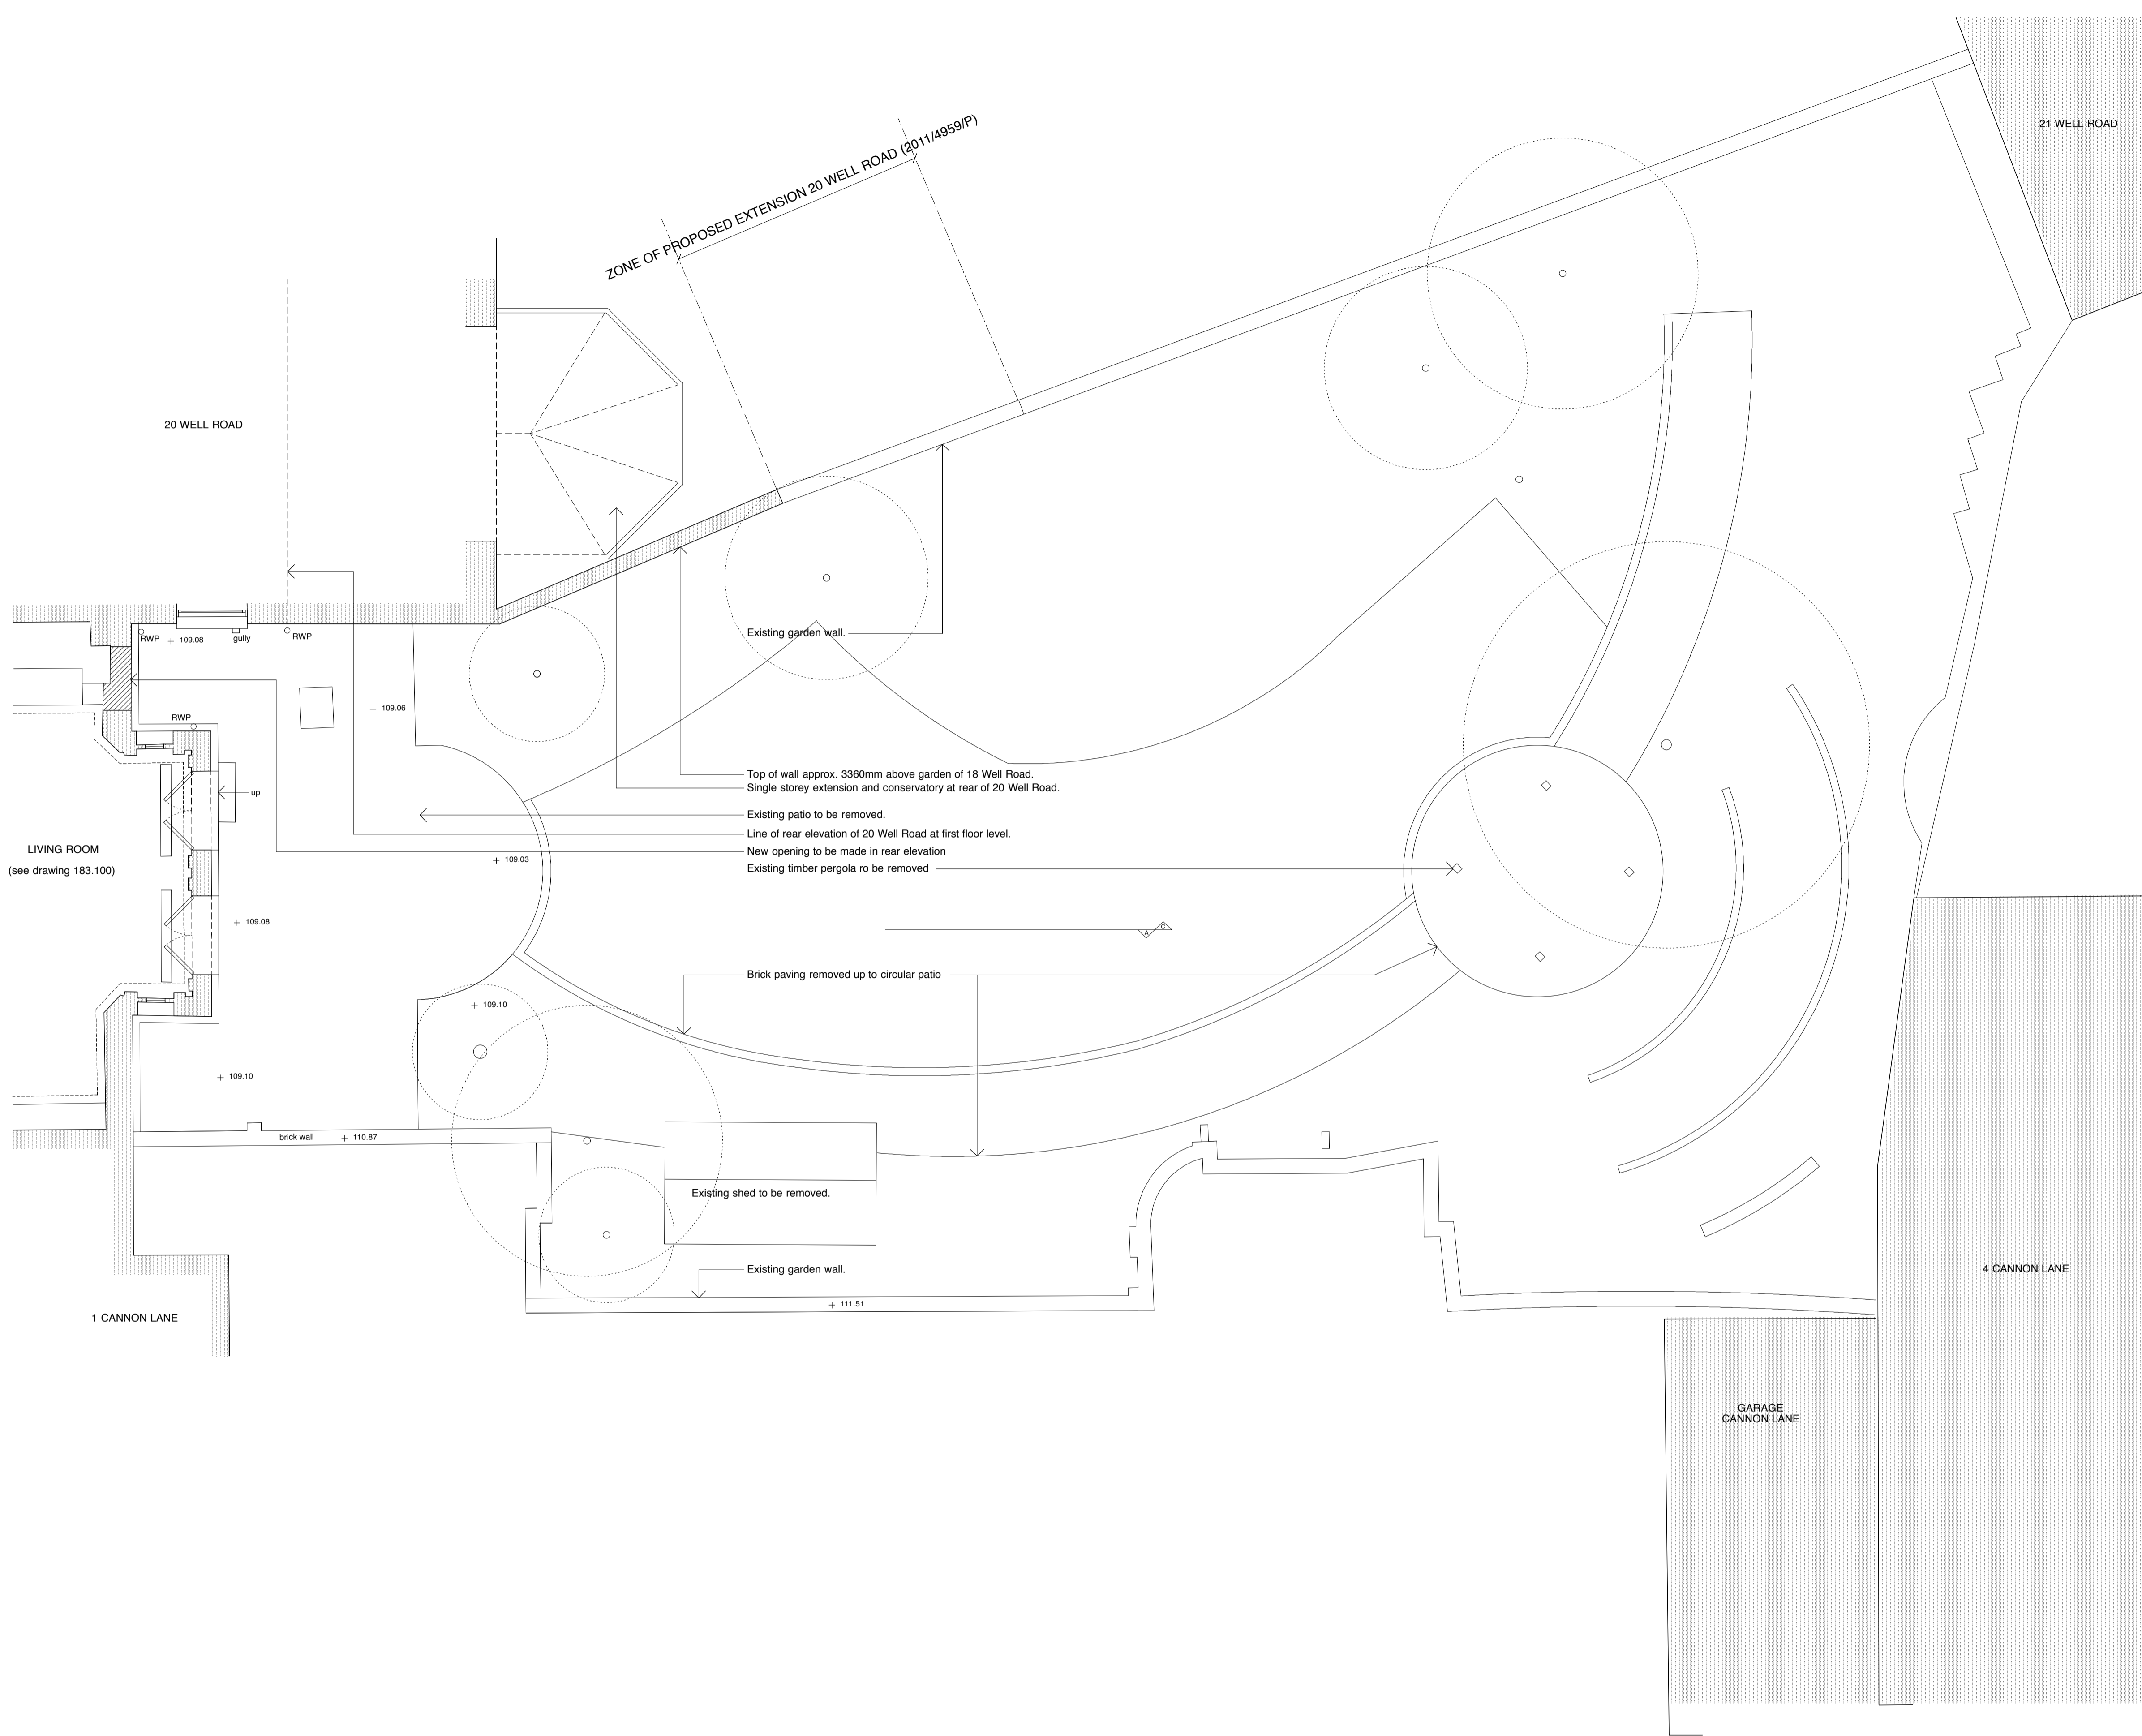 21 WELL ROAD
ZONE OF PROPOSED EXTENSION 20 WELL ROAD (2011/4959/P)
20 WELL ROAD
RWP
109.08
gully
RWP
Existing garden wall.
109.06
RWP
Top of wall approx. 3360mm above garden of 18 Well Road.
Single storey extension and conservatory at rear of 20 Well Road.
up
Existing patio to be removed.
Line of rear elevation of 20 Well Road at first floor level.
LIVING ROOM
(see drawing 183.100)
New opening to be made in rear elevation
109.03
Existing timber pergola ro be removed
109.08
A
C
Brick paving removed up to circular patio
109.10
109.10
brick wall
110.87
Existing shed to be removed.
Existing garden wall.
4 CANNON LANE
111.51
1 CANNON LANE
GARAGE
CANNON LANE